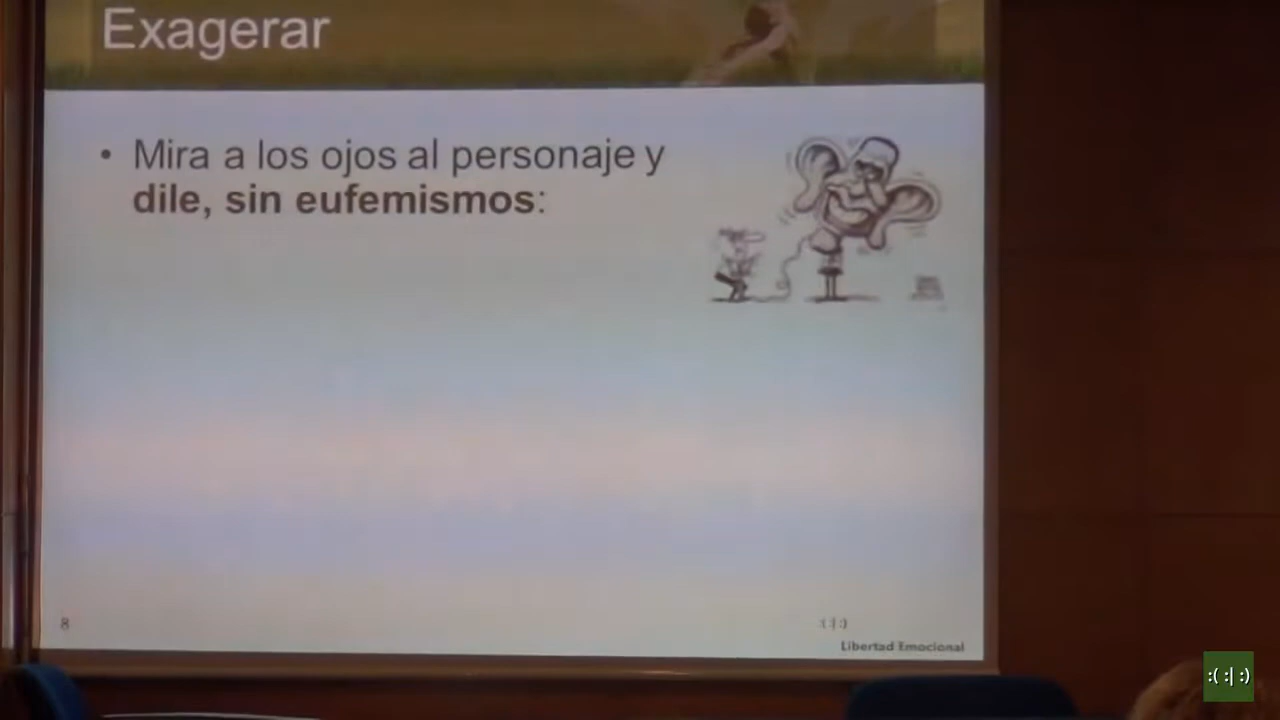 Exagerar
• Mira a los ojos al personaje y
dile, sin eufemismos:
8
:( :| :)
Libertad Emocional
:( :| :)